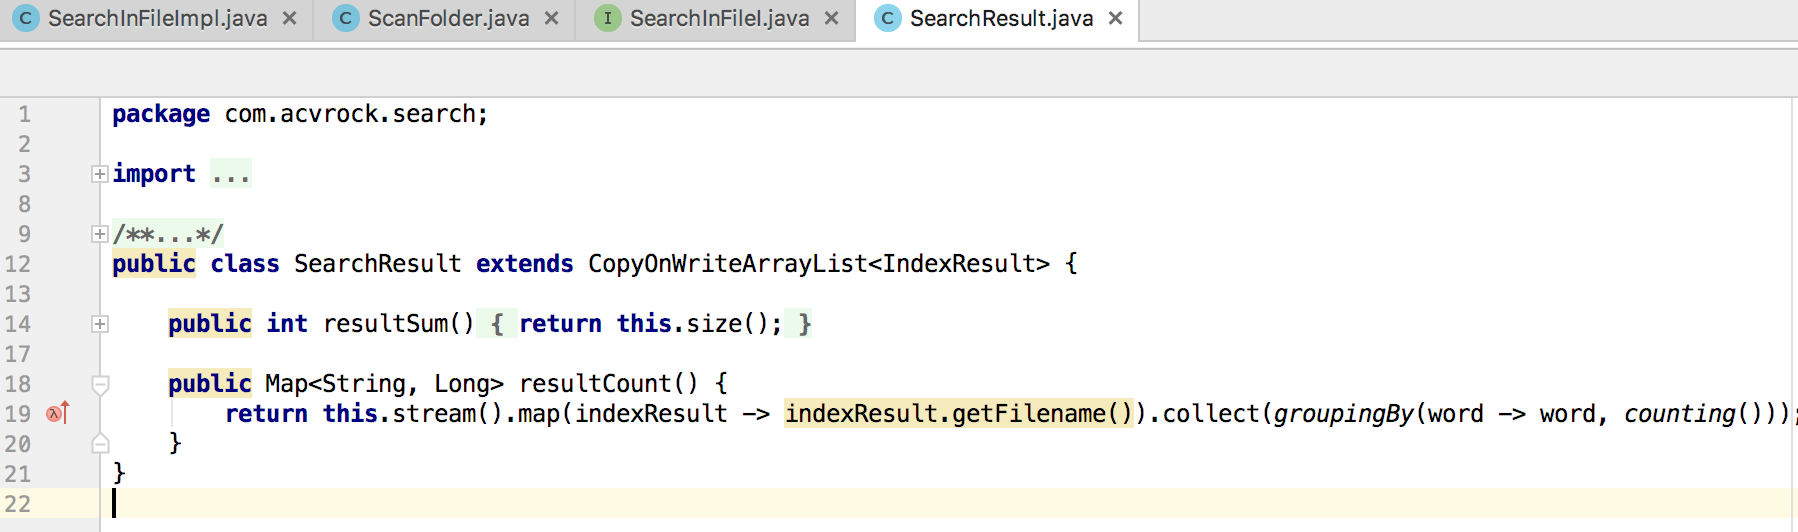 C SearchInFileImpl.java × C ScanFolder.java × I SearchInFileI.java × C SearchResult.java ×
1 package com.acvrock.search;
2
3 import ...
8
9 /**...*/
12 public class SearchResult extends CopyOnWriteArrayList<IndexResult> {
13
14     public int resultSum() { return this.size(); }
17
18     public Map<String, Long> resultCount() {
19 λ         return this.stream().map(indexResult -> indexResult.getFilename()).collect(groupingBy(word -> word, counting()));
20     }
21 }
22